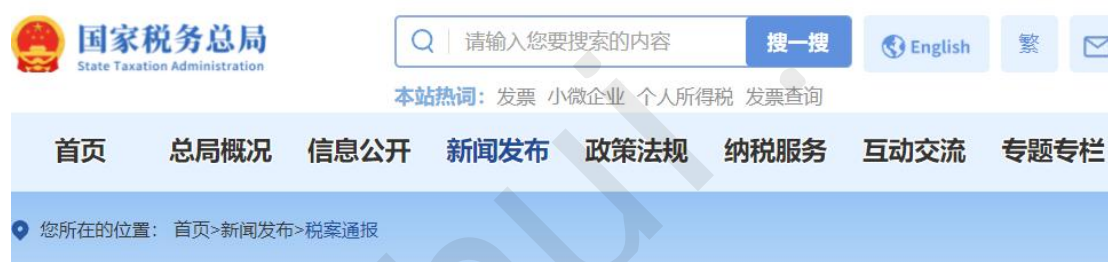 国家税务总局
State Taxation Administration
请输入您要搜索的内容 搜一搜 English 繁
本站热词：发票 小微企业 个人所得税 发票查询
首页 总局概况 信息公开 新闻发布 政策法规 纳税服务 互动交流 专题专栏
您所在的位置： 首页>新闻发布>税案通报